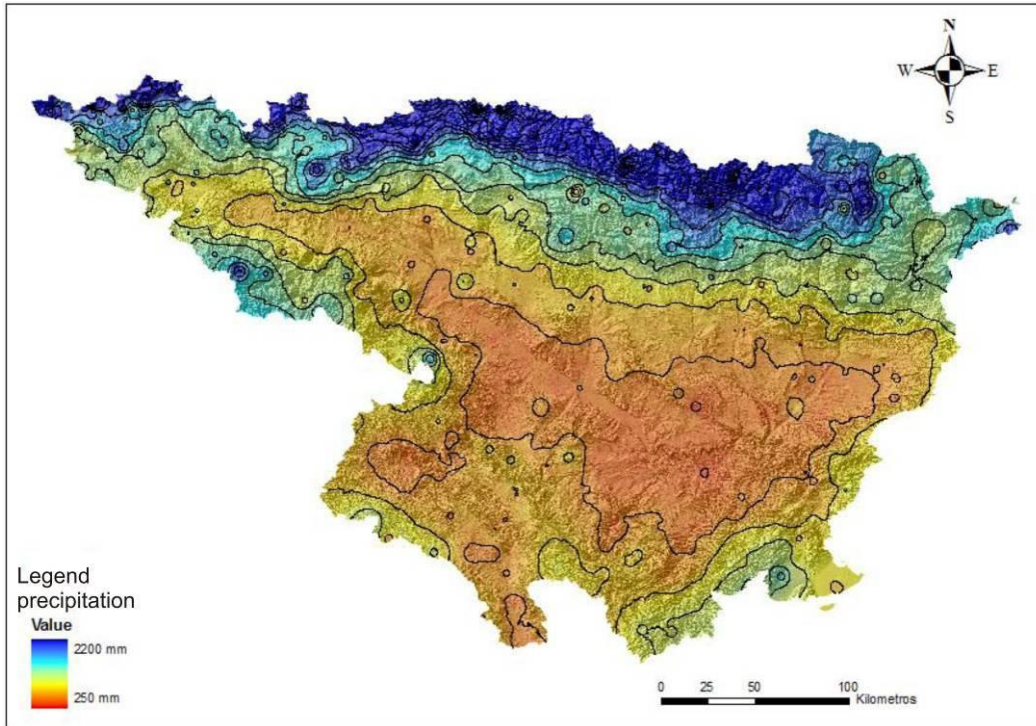 N
W E
S
Legend
precipitation
Value
2200 mm
250 mm
0 25 50 100
Kilometros